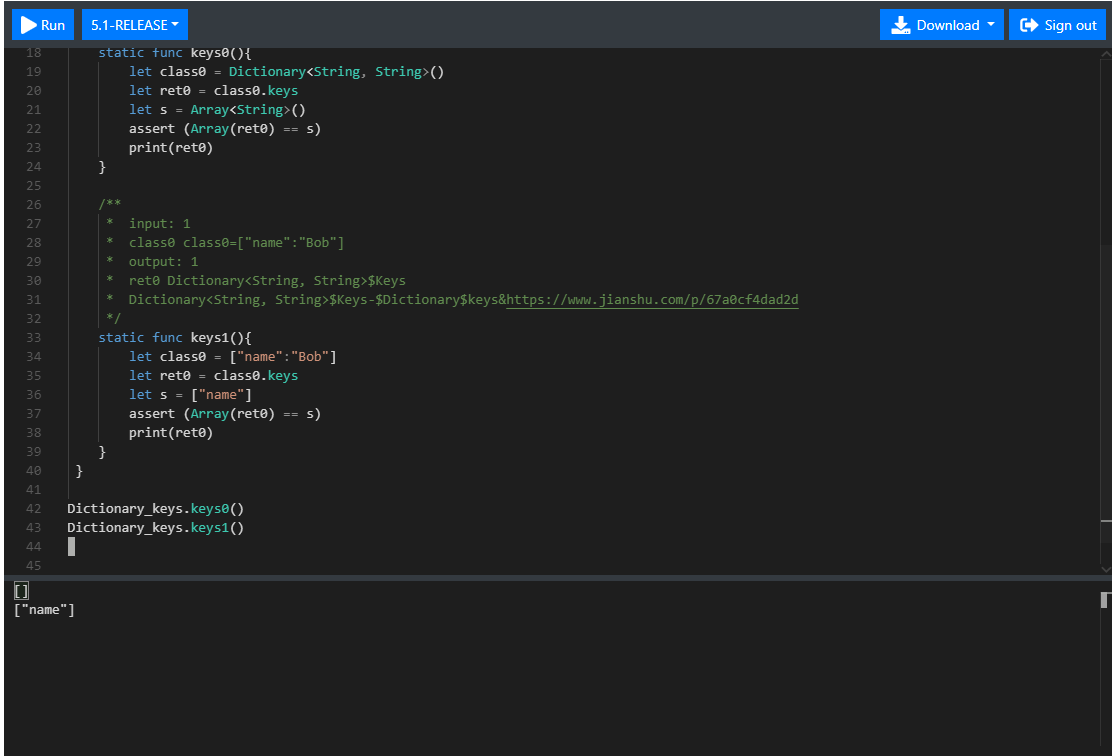 Run 5.1-RELEASE Download Sign out
18 static func keys0(){
19 let class0 = Dictionary<String, String>()
20 let ret0 = class0.keys
21 let s = Array<String>()
22 assert (Array(ret0) == s)
23 print(ret0)
24 }
25
26 /**
27 * input: 1
28 * class0 class0=["name":"Bob"]
29 * output: 1
30 * ret0 Dictionary<String, String>$Keys
31 * Dictionary<String, String>$Keys-$Dictionary$keys&https://www.jianshu.com/p/67a0cf4dad2d
32 */
33 static func keys1(){
34 let class0 = ["name":"Bob"]
35 let ret0 = class0.keys
36 let s = ["name"]
37 assert (Array(ret0) == s)
38 print(ret0)
39 }
40 }
41
42 Dictionary_keys.keys0()
43 Dictionary_keys.keys1()
44
45
[]
["name"]